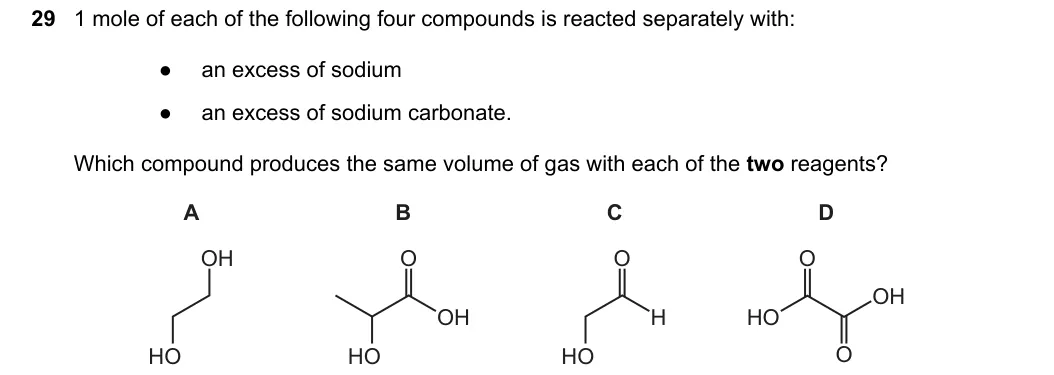 29 1 mole of each of the following four compounds is reacted separately with:
● an excess of sodium
● an excess of sodium carbonate.
Which compound produces the same volume of gas with each of the two reagents?
A B C D
OH O O O
OH H HO OH
HO HO HO O